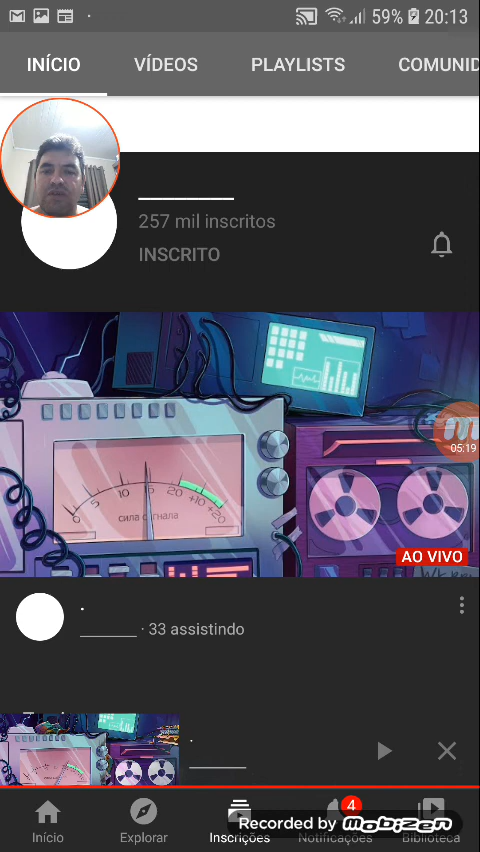 59% 20:13
INÍCIO VÍDEOS PLAYLISTS COMUNID
257 mil inscritos
INSCRITO
05:19
0 5 10 5 20 +10 +20
сила сигнала
AO VIVO
.
· 33 assistindo
.
4
Início Explorar Inscrições Notificações Biblioteca
Recorded by MOBIZEN